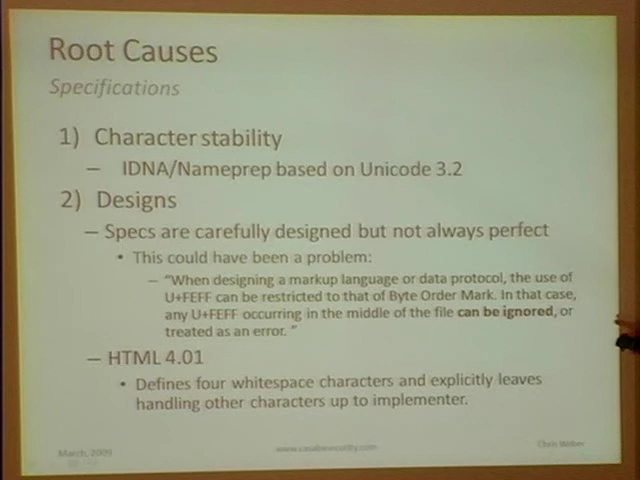 Root Causes
Specifications
1) Character stability
– IDNA/Nameprep based on Unicode 3.2
2) Designs
– Specs are carefully designed but not always perfect
• This could have been a problem:
– "When designing a markup language or data protocol, the use of
U+FEFF can be restricted to that of Byte Order Mark. In that case,
any U+FEFF occurring in the middle of the file can be ignored, or
treated as an error. "
– HTML 4.01
• Defines four whitespace characters and explicitly leaves
handling other characters up to implementer.
March, 2009
www.casabasecurity.com
Chris Weber